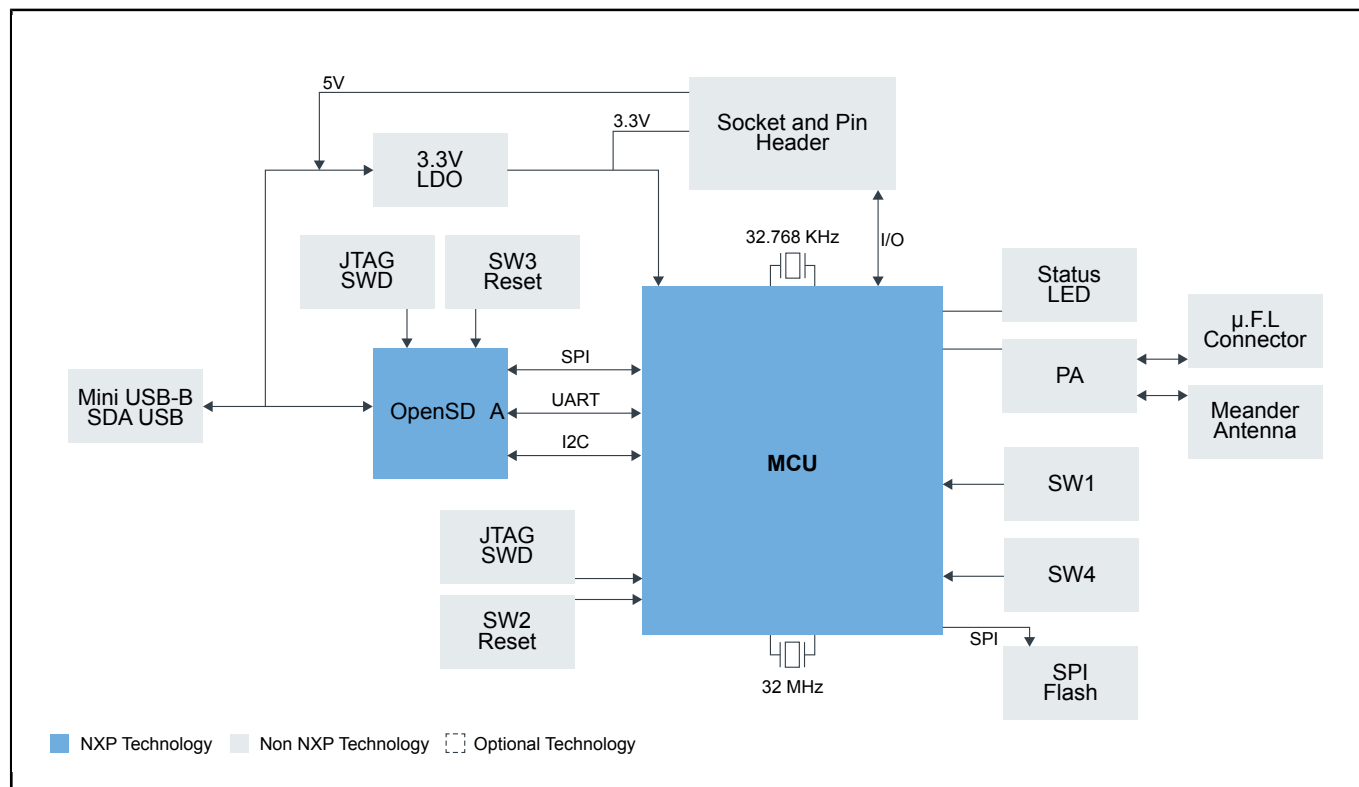 5V
3.3V
Socket and Pin
Header
3.3V
LDO
32.768 KHz
I/O
JTAG
SWD
SW3
Reset
Status
LED
µ.F.L
Connector
SPI
PA
Mini USB-B
SDA USB
OpenSD A
UART
Meander
Antenna
I2C
MCU
SW1
JTAG
SWD
SW4
SW2
Reset
SPI
32 MHz
SPI
Flash
NXP Technology
Non NXP Technology
Optional Technology